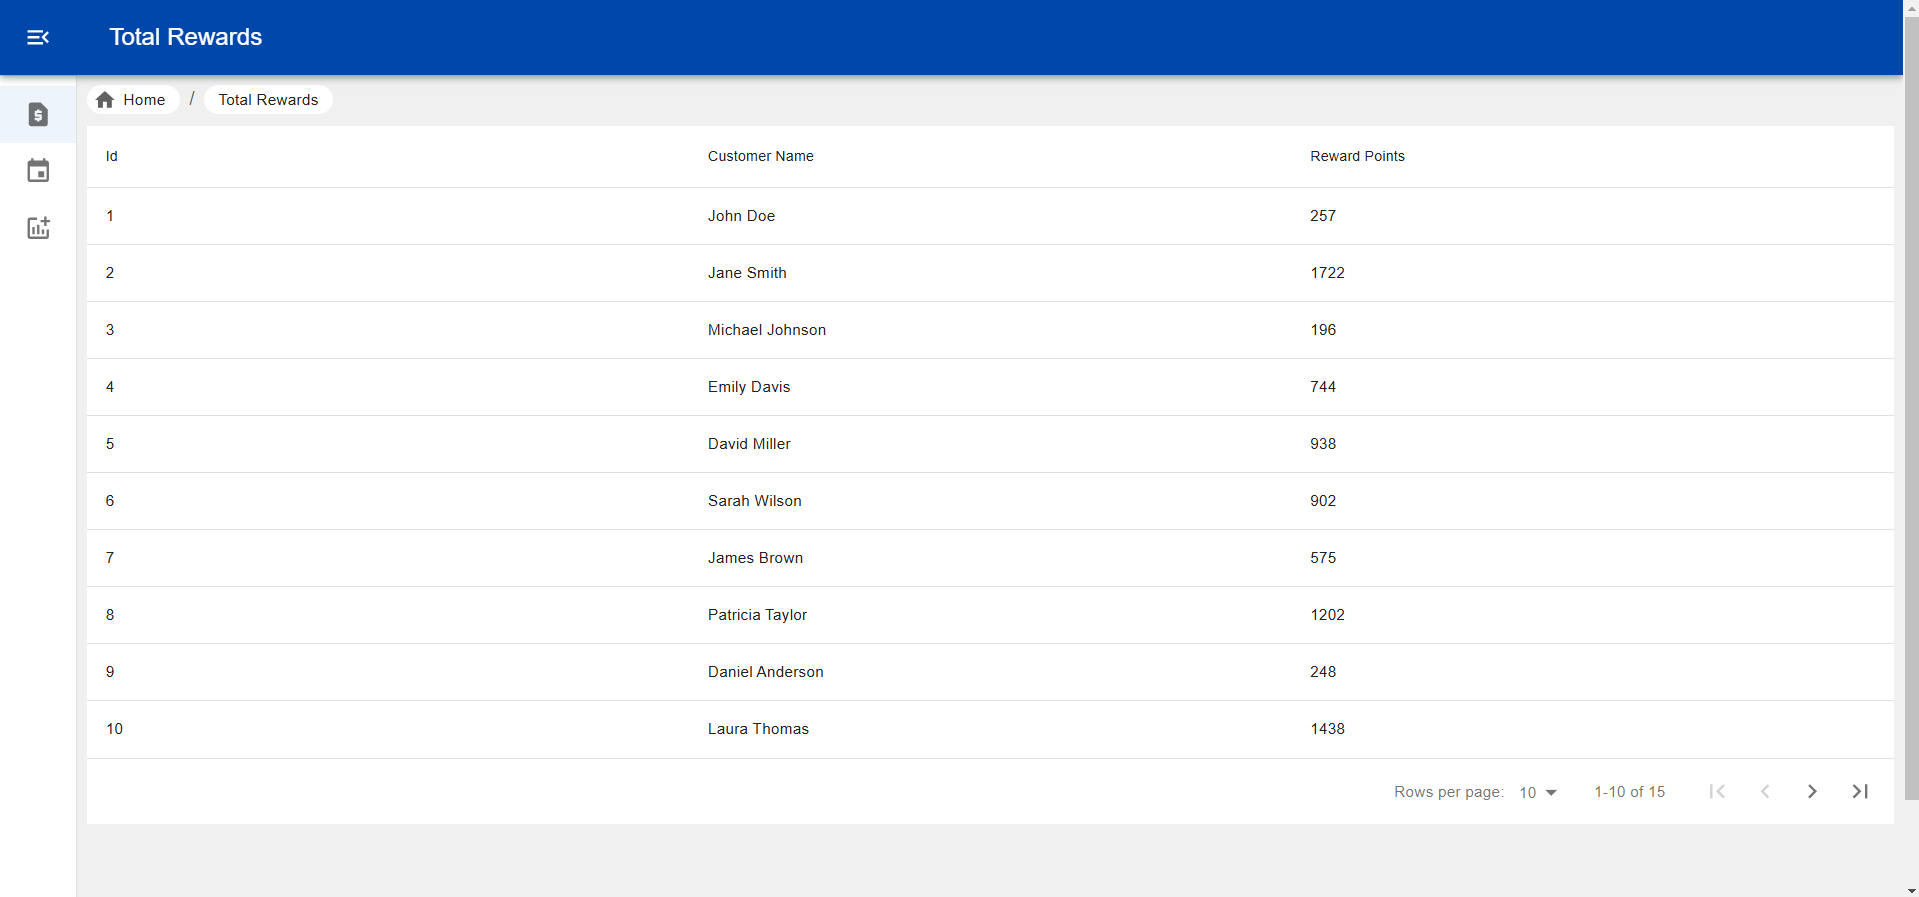 Total Rewards
Home / Total Rewards
Id Customer Name Reward Points
1 John Doe 257
2 Jane Smith 1722
3 Michael Johnson 196
4 Emily Davis 744
5 David Miller 938
6 Sarah Wilson 902
7 James Brown 575
8 Patricia Taylor 1202
9 Daniel Anderson 248
10 Laura Thomas 1438
Rows per page: 10 1-10 of 15